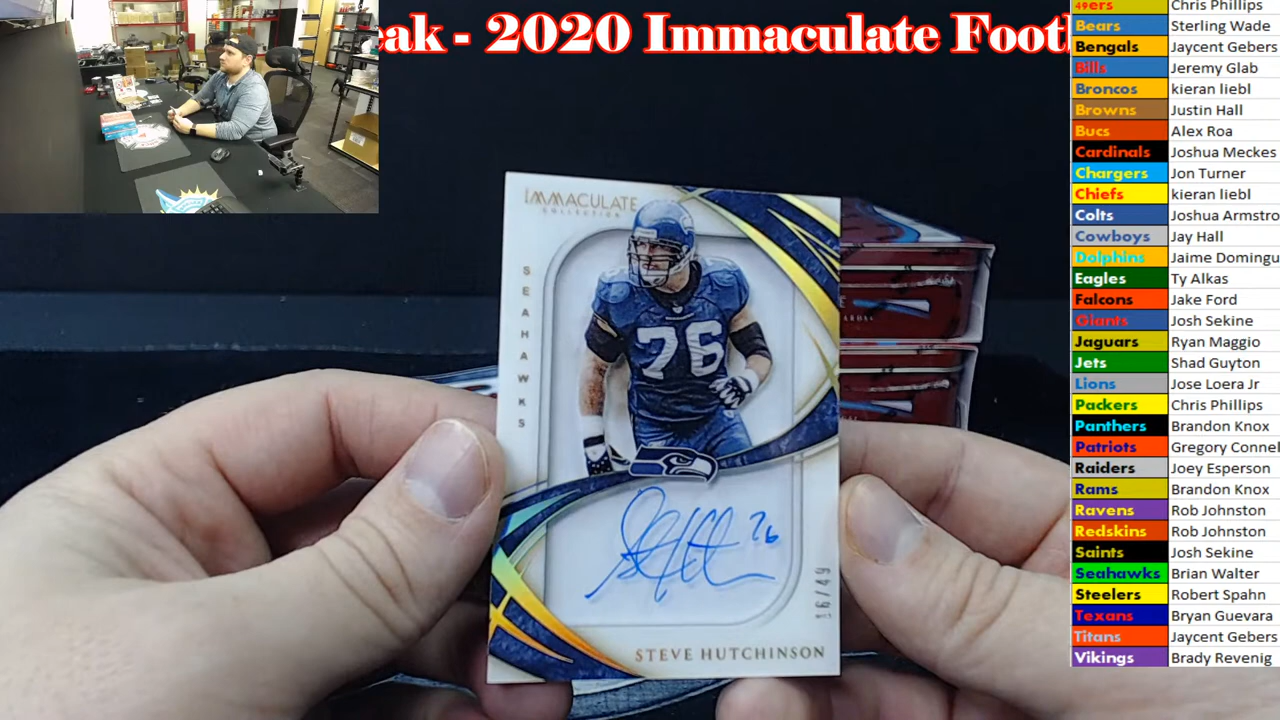 eak - 2020 Immaculate Foot
49ers Chris Phillips
Bears Sterling Wade
Bengals Jaycent Gebers
Bills Jeremy Glab
Broncos kieran liebl
Browns Justin Hall
Bucs Alex Roa
Cardinals Joshua Meckes
Chargers Jon Turner
Chiefs kieran liebl
Colts Joshua Armstro
Cowboys Jay Hall
Dolphins Jaime Domingu
Eagles Ty Alkas
Falcons Jake Ford
Giants Josh Sekine
Jaguars Ryan Maggio
Jets Shad Guyton
Lions Jose Loera Jr
Packers Chris Phillips
Panthers Brandon Knox
Patriots Gregory Connel
Raiders Joey Esperson
Rams Brandon Knox
Ravens Rob Johnston
Redskins Rob Johnston
Saints Josh Sekine
Seahawks Brian Walter
Steelers Robert Spahn
Texans Bryan Guevara
Titans Jaycent Gebers
Vikings Brady Revenig
IMMACULATE
COLLECTION
SEAHAWKS
76
76
16/49
STEVE HUTCHINSON